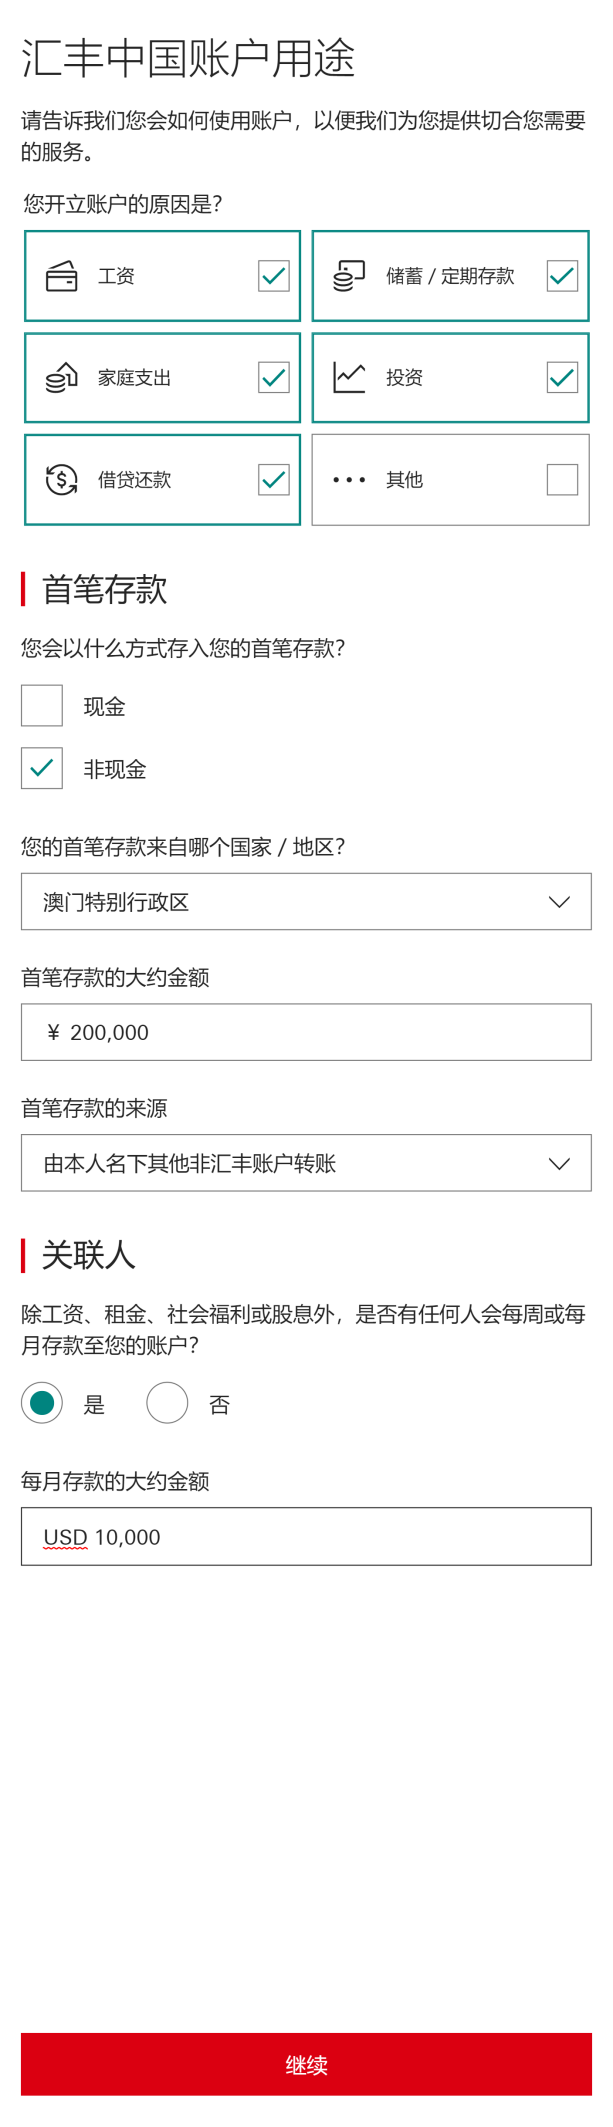 汇丰中国账户用途
请告诉我们您会如何使用账户，以便我们为您提供切合您需要
的服务。
您开立账户的原因是？
工资
储蓄 / 定期存款
家庭支出
投资
借贷还款
其他
首笔存款
您会以什么方式存入您的首笔存款？
现金
非现金
您的首笔存款来自哪个国家 / 地区？
澳门特别行政区
首笔存款的大约金额
¥ 200,000
首笔存款的来源
由本人名下其他非汇丰账户转账
关联人
除工资、租金、社会福利或股息外，是否有任何人会每周或每
月存款至您的账户？
是
否
每月存款的大约金额
USD 10,000
继续